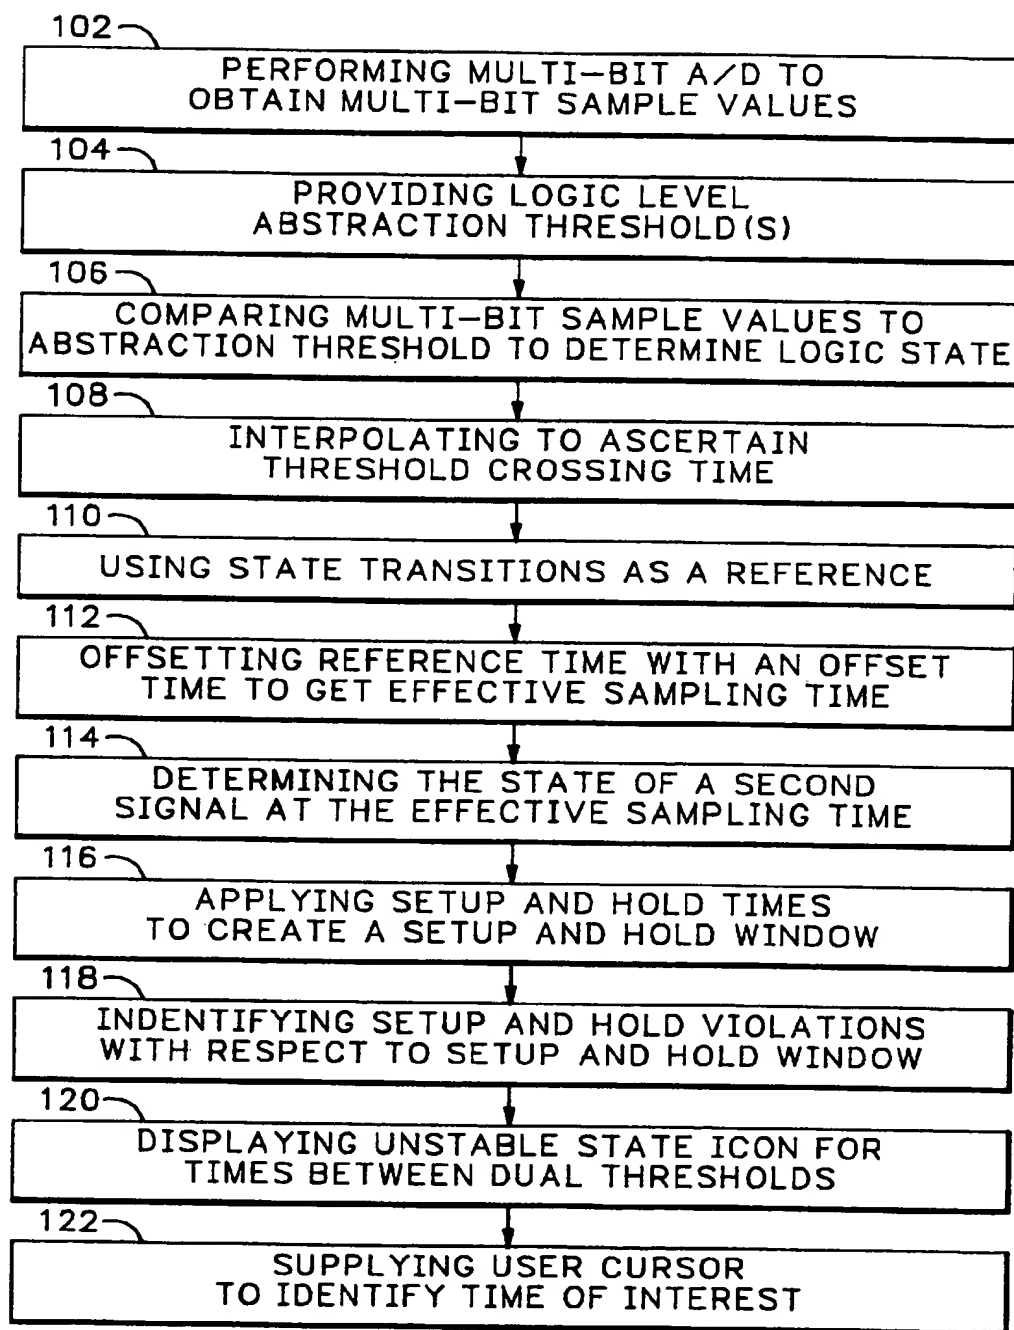 102
PERFORMING MULTI-BIT A/D TO
OBTAIN MULTI-BIT SAMPLE VALUES
104
PROVIDING LOGIC LEVEL
ABSTRACTION THRESHOLD(S)
106
COMPARING MULTI-BIT SAMPLE VALUES TO
ABSTRACTION THRESHOLD TO DETERMINE LOGIC STATE
108
INTERPOLATING TO ASCERTAIN
THRESHOLD CROSSING TIME
110
USING STATE TRANSITIONS AS A REFERENCE
112
OFFSETTING REFERENCE TIME WITH AN OFFSET
TIME TO GET EFFECTIVE SAMPLING TIME
114
DETERMINING THE STATE OF A SECOND
SIGNAL AT THE EFFECTIVE SAMPLING TIME
116
APPLYING SETUP AND HOLD TIMES
TO CREATE A SETUP AND HOLD WINDOW
118
INDENTIFYING SETUP AND HOLD VIOLATIONS
WITH RESPECT TO SETUP AND HOLD WINDOW
120
DISPLAYING UNSTABLE STATE ICON FOR
TIMES BETWEEN DUAL THRESHOLDS
122
SUPPLYING USER CURSOR
TO IDENTIFY TIME OF INTEREST